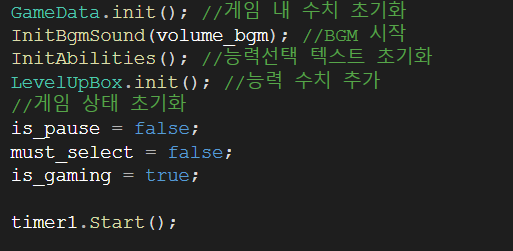 GameData.init(); //게임 내 수치 초기화
InitBgmSound(volume_bgm); //BGM 시작
InitAbilities(); //능력선택 텍스트 초기화
LevelUpBox.init(); //능력 수치 추가
//게임 상태 초기화
is_pause = false;
must_select = false;
is_gaming = true;
timer1.Start();